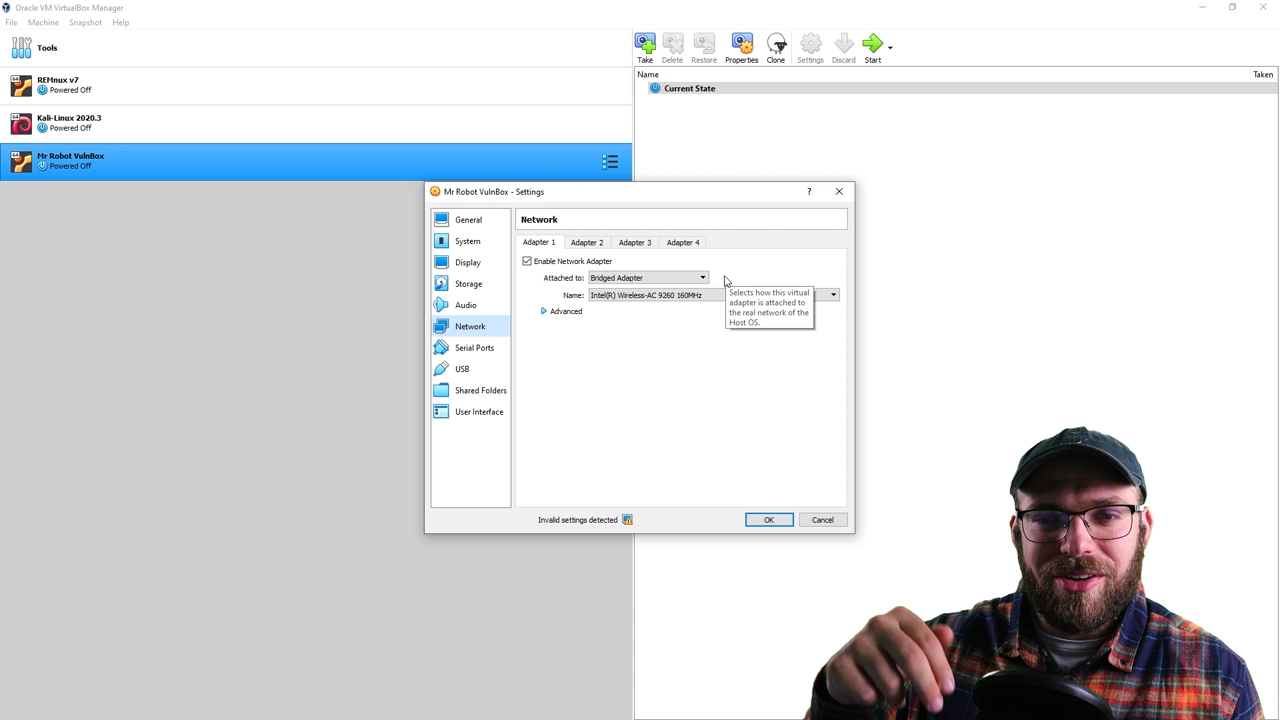 Oracle VM VirtualBox Manager
File Machine Snapshot Help
Tools
REMnux v7
Powered Off
Kali-Linux 2020.3
Powered Off
Mr Robot VulnBox
Powered Off
Take Delete Restore Properties Clone Settings Discard Start
Name Taken
Current State
Mr Robot VulnBox - Settings
?
General
System
Display
Storage
Audio
Network
Serial Ports
USB
Shared Folders
User Interface
Network
Adapter 1 Adapter 2 Adapter 3 Adapter 4
Enable Network Adapter
Attached to: Bridged Adapter
Name: Intel(R) Wireless-AC 9260 160MHz
Advanced
Selects how this virtual
adapter is attached to
the real network of the
Host OS.
Invalid settings detected
OK Cancel